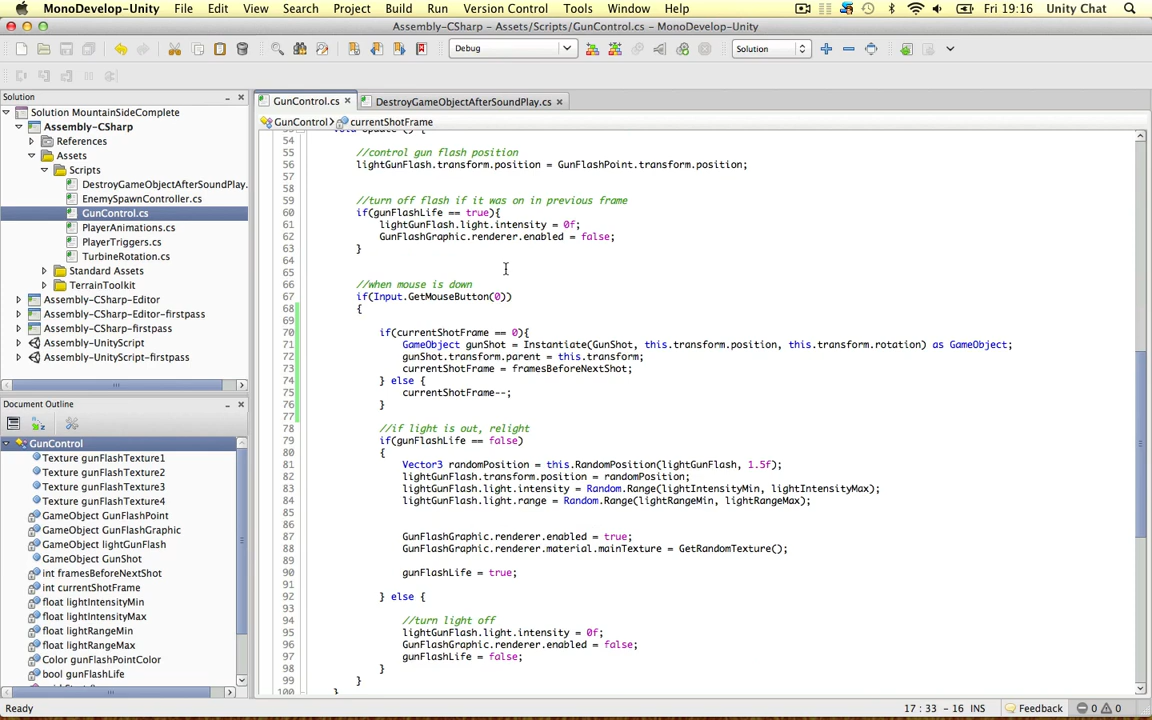 MonoDevelop-Unity File Edit View Search Project Build Run Version Control Tools Window Help Fri 19:16 Unity Chat
Assembly-CSharp - Assets/Scripts/GunControl.cs - MonoDevelop-Unity
Debug Solution
Solution
GunControl.cs DestroyGameObjectAfterSoundPlay.cs
GunControl currentShotFrame
Solution MountainSideComplete
Assembly-CSharp
References
Assets
Scripts
DestroyGameObjectAfterSoundPlay.
EnemySpawnController.cs
GunControl.cs
PlayerAnimations.cs
PlayerTriggers.cs
TurbineRotation.cs
Standard Assets
TerrainToolkit
Assembly-CSharp-Editor
Assembly-CSharp-Editor-firstpass
Assembly-CSharp-firstpass
Assembly-UnityScript
Assembly-UnityScript-firstpass
Document Outline
GunControl
Texture gunFlashTexture1
Texture gunFlashTexture2
Texture gunFlashTexture3
Texture gunFlashTexture4
GameObject GunFlashPoint
GameObject GunFlashGraphic
GameObject lightGunFlash
GameObject GunShot
int framesBeforeNextShot
int currentShotFrame
float lightIntensityMin
float lightIntensityMax
float lightRangeMin
float lightRangeMax
Color gunFlashPointColor
bool gunFlashLife
53 void Update () {
54
55 //control gun flash position
56 lightGunFlash.transform.position = GunFlashPoint.transform.position;
57
58
59 //turn off flash if it was on in previous frame
60 if(gunFlashLife == true){
61 lightGunFlash.light.intensity = 0f;
62 GunFlashGraphic.renderer.enabled = false;
63 }
64
65
66 //when mouse is down
67 if(Input.GetMouseButton(0))
68 {
69
70 if(currentShotFrame == 0){
71 GameObject gunShot = Instantiate(GunShot, this.transform.position, this.transform.rotation) as GameObject;
72 gunShot.transform.parent = this.transform;
73 currentShotFrame = framesBeforeNextShot;
74 } else {
75 currentShotFrame--;
76 }
77
78 //if light is out, relight
79 if(gunFlashLife == false)
80 {
81 Vector3 randomPosition = this.RandomPosition(lightGunFlash, 1.5f);
82 lightGunFlash.transform.position = randomPosition;
83 lightGunFlash.light.intensity = Random.Range(lightIntensityMin, lightIntensityMax);
84 lightGunFlash.light.range = Random.Range(lightRangeMin, lightRangeMax);
85
86
87 GunFlashGraphic.renderer.enabled = true;
88 GunFlashGraphic.renderer.material.mainTexture = GetRandomTexture();
89
90 gunFlashLife = true;
91
92 } else {
93
94 //turn light off
95 lightGunFlash.light.intensity = 0f;
96 GunFlashGraphic.renderer.enabled = false;
97 gunFlashLife = false;
98 }
99 }
100 }
Ready 17 : 33 - 16 INS Feedback 0 0